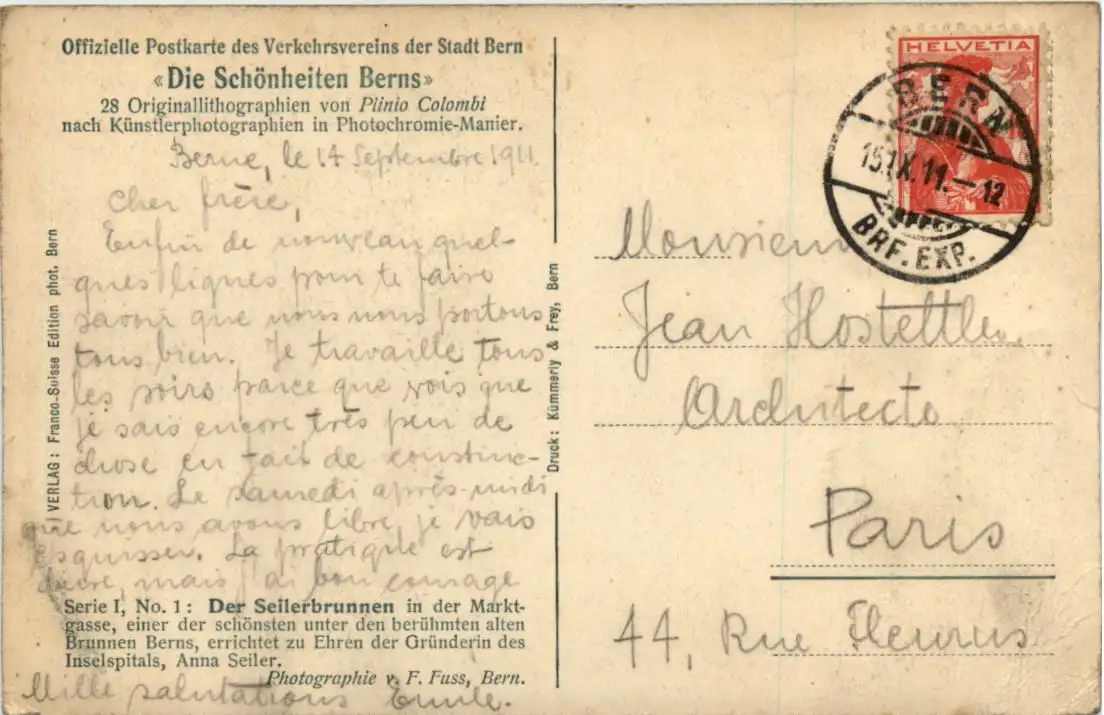 Offizielle Postkarte des Verkehrsvereins der Stadt Bern
«Die Schönheiten Berns»
28 Originallithographien von Plinio Colombi
nach Künstlerphotographien in Photochromie-Manier.
Berne, le 14 Septembre 1911.
Cher frère,
Enfin de nouveau quel-
ques lignes pour te faire
savoir que nous nous portons
tous bien. Je travaille tous
les soirs parce que vois que
je sais encore très peu de
chose en fait de construc-
tion. Le samedi après-midi
que nous avons libre, je vais
esquisser. La pratique est
dure, mais j'ai bon courage
Serie I, No. 1: Der Seilerbrunnen in der Markt-
gasse, einer der schönsten unter den berühmten alten
Brunnen Berns, errichtet zu Ehren der Gründerin des
Inselspitals, Anna Seiler.
Photographie v. F. Fuss, Bern.
Mille salutations Emile.
VERLAG: Franco-Suisse Edition phot. Bern
Druck: Kümmerly & Frey, Bern
HELVETIA
BERN
15.IX.11.–12
BRF. EXP.
Monsieur
Jean Hostettler
Architecte
Paris
44, Rue Fleurus